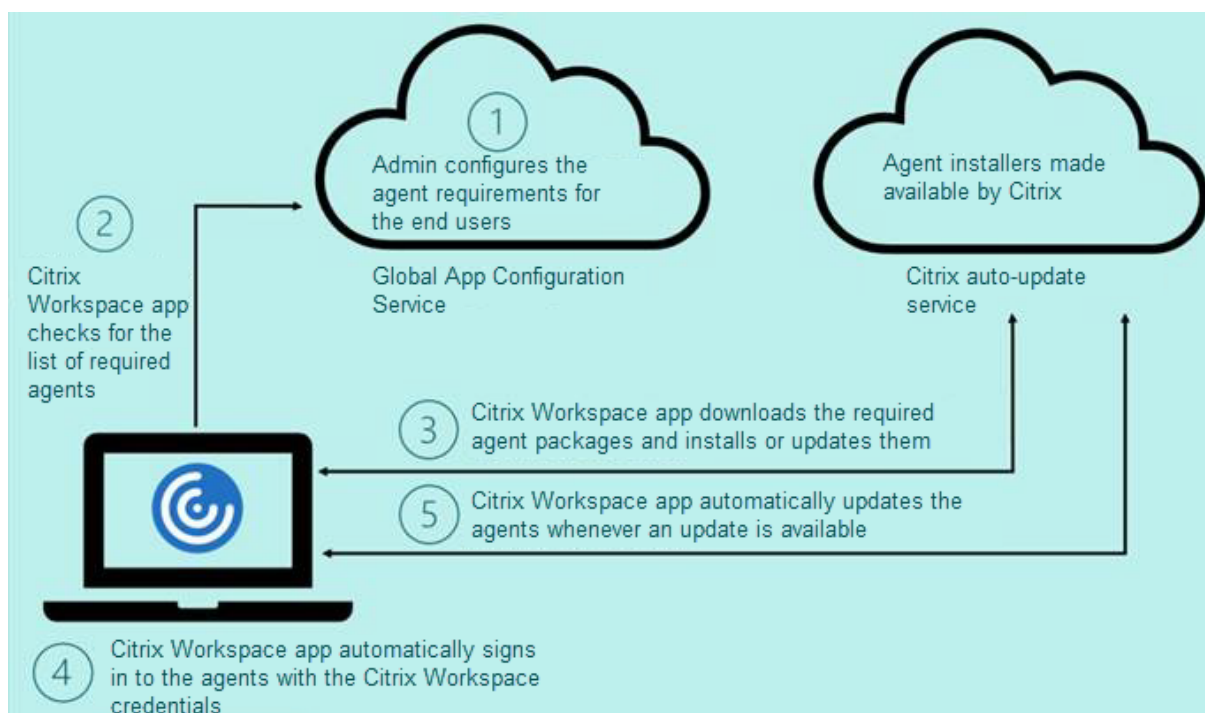 1
Admin configures the
agent requirements for
the end users
Global App Configuration
Service
Agent installers made
available by Citrix
Citrix auto-update
service
2
Citrix
Workspace app
checks for the
list of required
agents
3
Citrix Workspace app downloads the required
agent packages and installs or updates them
5
Citrix Workspace app automatically updates the
agents whenever an update is available
4
Citrix Workspace app automatically signs
in to the agents with the Citrix Workspace
credentials